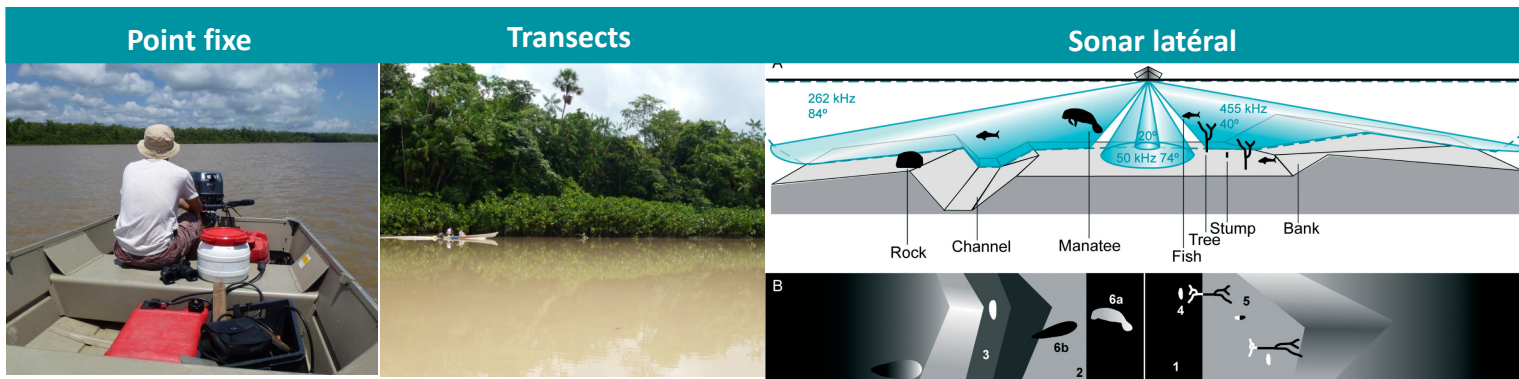 Point fixe
Transects
Sonar latéral
A
262 kHz
84º
455 kHz
40º
20º
50 kHz 74º
Rock
Channel
Manatee
Fish
Tree
Stump
Bank
B
1
2
3
4
5
6a
6b